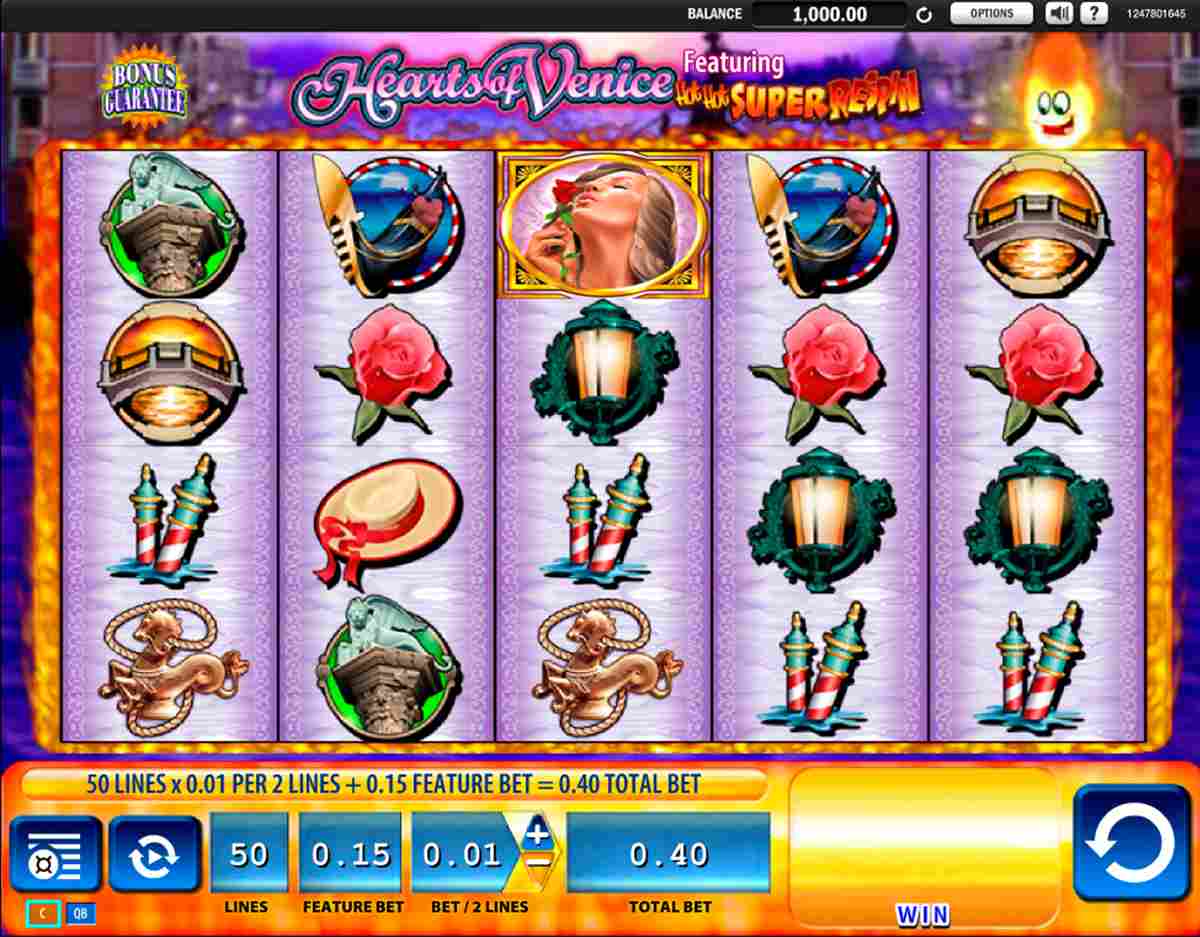 BALANCE 1,000.00 OPTIONS ? 1247801645
BONUS
GUARANTEE
Hearts of Venice
Featuring
Hot Hot SUPER RESPIN
50 LINES x 0.01 PER 2 LINES + 0.15 FEATURE BET = 0.40 TOTAL BET
50 0.15 0.01 + - 0.40
LINES FEATURE BET BET / 2 LINES TOTAL BET
WIN
C QB